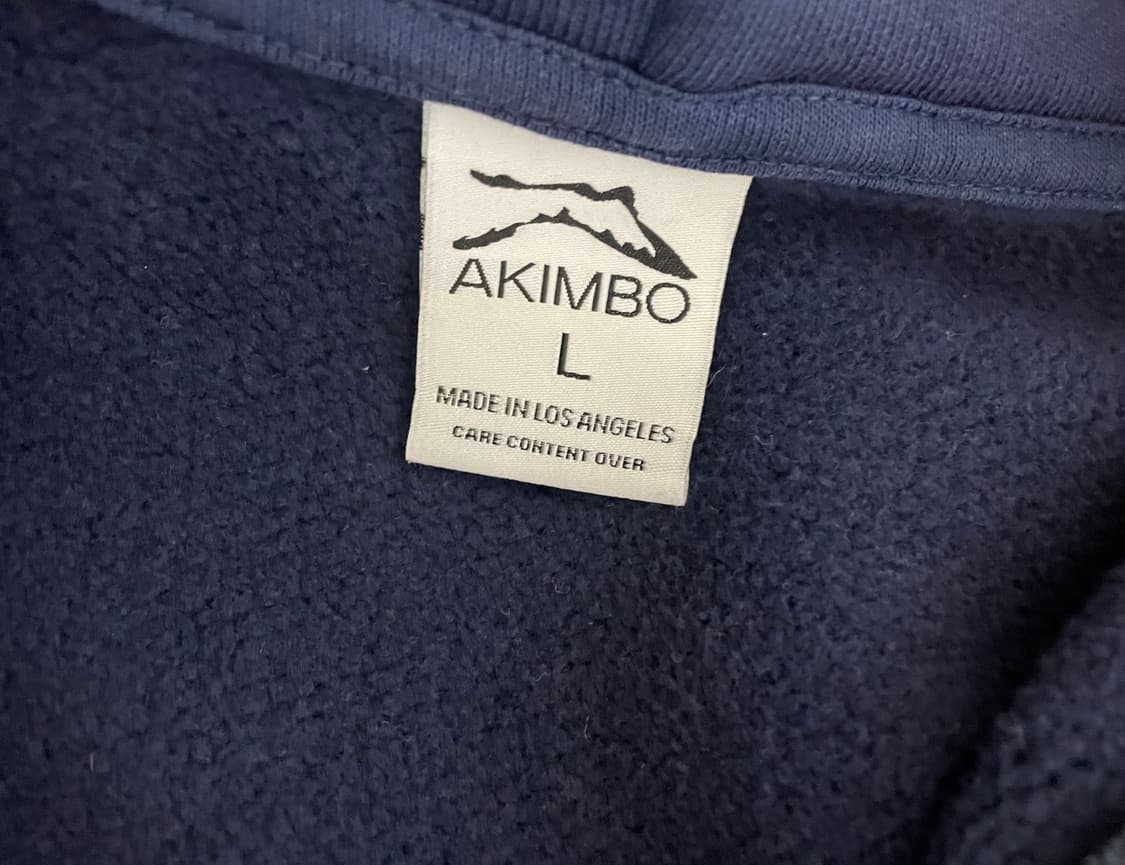 AKIMBO
L
MADE IN LOS ANGELES
CARE CONTENT OVER